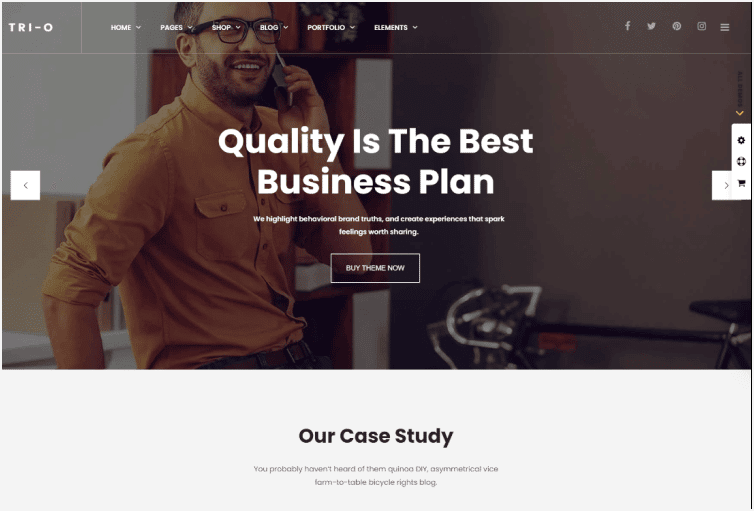 TRI-O
HOME PAGES SHOP BLOG PORTFOLIO ELEMENTS
Quality Is The Best
Business Plan
We highlight behavioral brand truths, and create experiences that spark
feelings worth sharing.
BUY THEME NOW
Our Case Study
You probably haven't heard of them quinoa DIY, asymmetrical vice
farm-to-table bicycle rights blog.